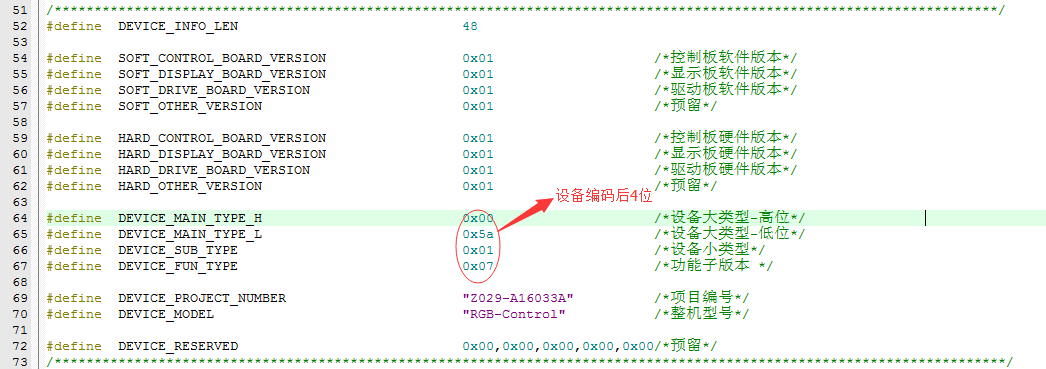 51 /***********************************************************************************************************************/
52 #define DEVICE_INFO_LEN 48
53
54 #define SOFT_CONTROL_BOARD_VERSION 0x01 /*控制板软件版本*/
55 #define SOFT_DISPLAY_BOARD_VERSION 0x01 /*显示板软件版本*/
56 #define SOFT_DRIVE_BOARD_VERSION 0x01 /*驱动板软件版本*/
57 #define SOFT_OTHER_VERSION 0x01 /*预留*/
58
59 #define HARD_CONTROL_BOARD_VERSION 0x01 /*控制板硬件版本*/
60 #define HARD_DISPLAY_BOARD_VERSION 0x01 /*显示板硬件版本*/
61 #define HARD_DRIVE_BOARD_VERSION 0x01 /*驱动板硬件版本*/
62 #define HARD_OTHER_VERSION 0x01 /*预留*/
设备编码后4位
63
64 #define DEVICE_MAIN_TYPE_H 0x00 /*设备大类型-高位*/
65 #define DEVICE_MAIN_TYPE_L 0x5a /*设备大类型-低位*/
66 #define DEVICE_SUB_TYPE 0x01 /*设备小类型*/
67 #define DEVICE_FUN_TYPE 0x07 /*功能子版本 */
68
69 #define DEVICE_PROJECT_NUMBER "Z029-A16033A" /*项目编号*/
70 #define DEVICE_MODEL "RGB-Control" /*整机型号*/
71
72 #define DEVICE_RESERVED 0x00,0x00,0x00,0x00,0x00/*预留*/
73 /************************************************************************************************************************/